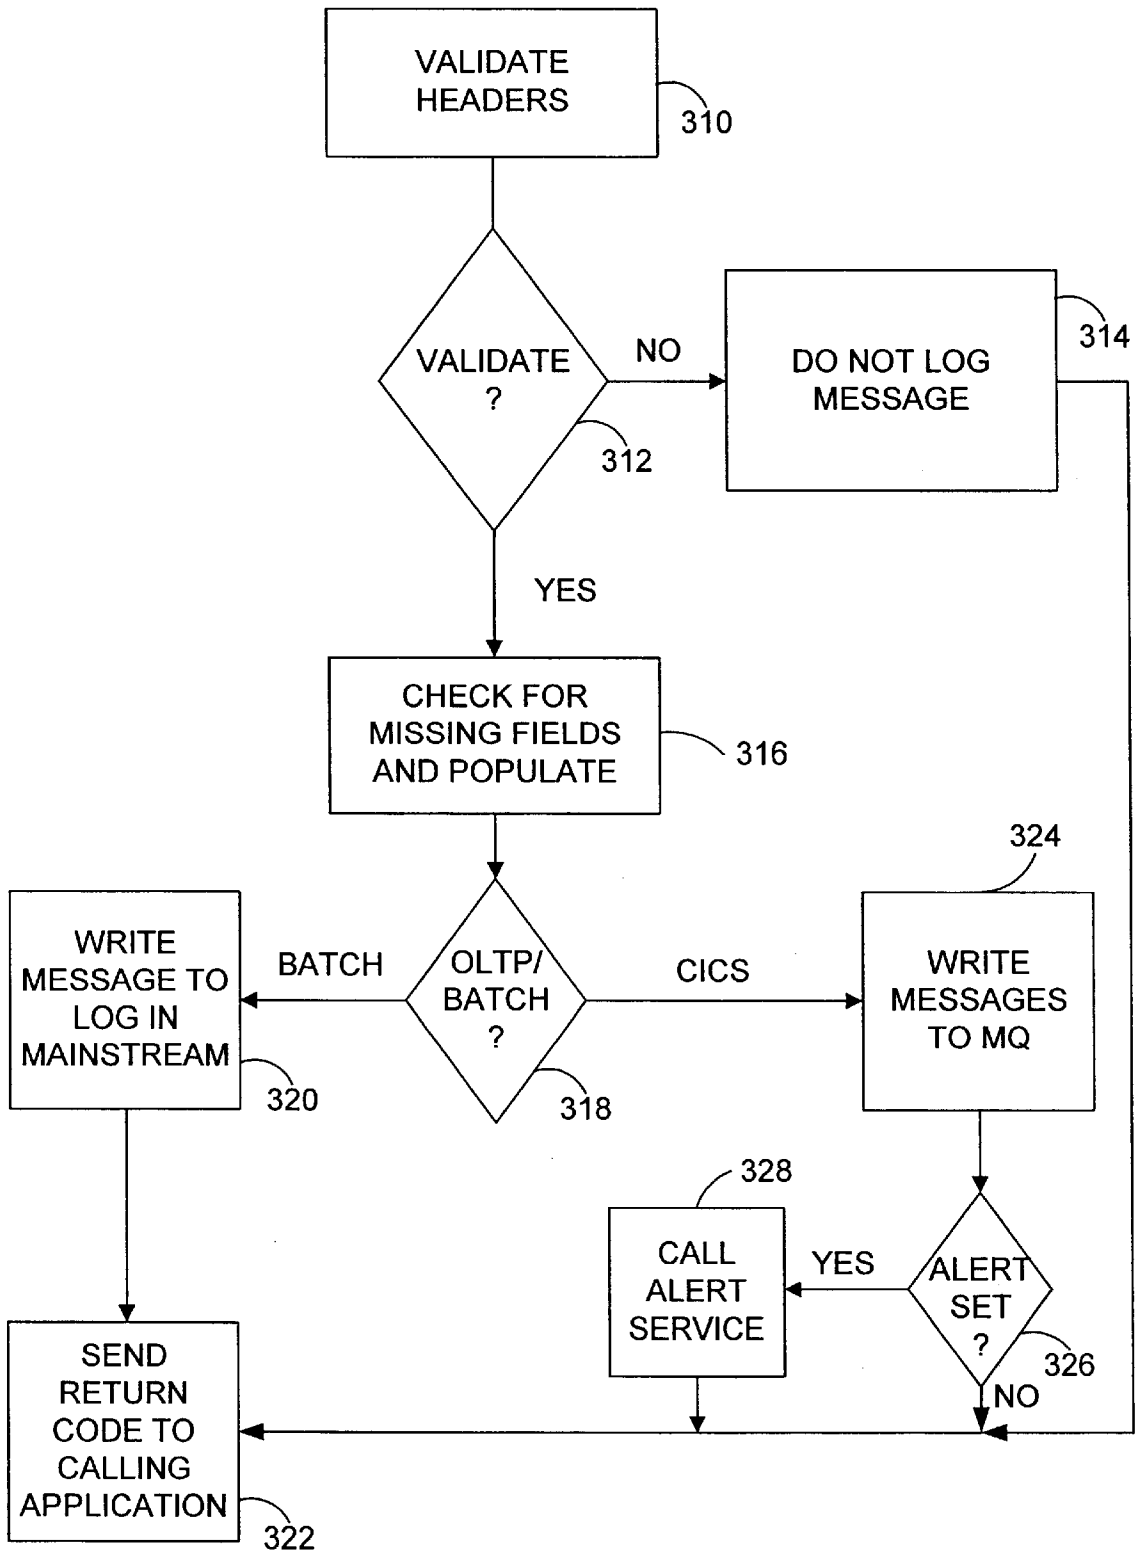 VALIDATE
HEADERS
310
VALIDATE
?
312
NO
DO NOT LOG
MESSAGE
314
YES
CHECK FOR
MISSING FIELDS
AND POPULATE
316
OLTP/
BATCH
?
318
BATCH
WRITE
MESSAGE TO
LOG IN
MAINSTREAM
320
CICS
WRITE
MESSAGES
TO MQ
324
ALERT
SET
?
326
YES
CALL
ALERT
SERVICE
328
NO
SEND
RETURN
CODE TO
CALLING
APPLICATION
322